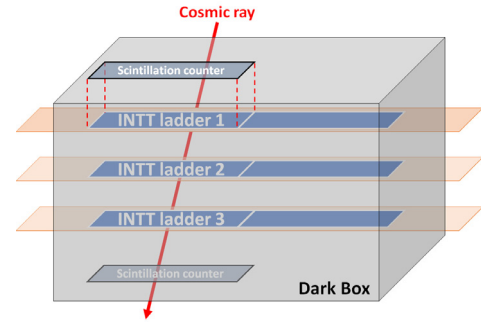 Cosmic ray
Scintillation counter
INTT ladder 1
INTT ladder 2
INTT ladder 3
Scintillation counter
Dark Box